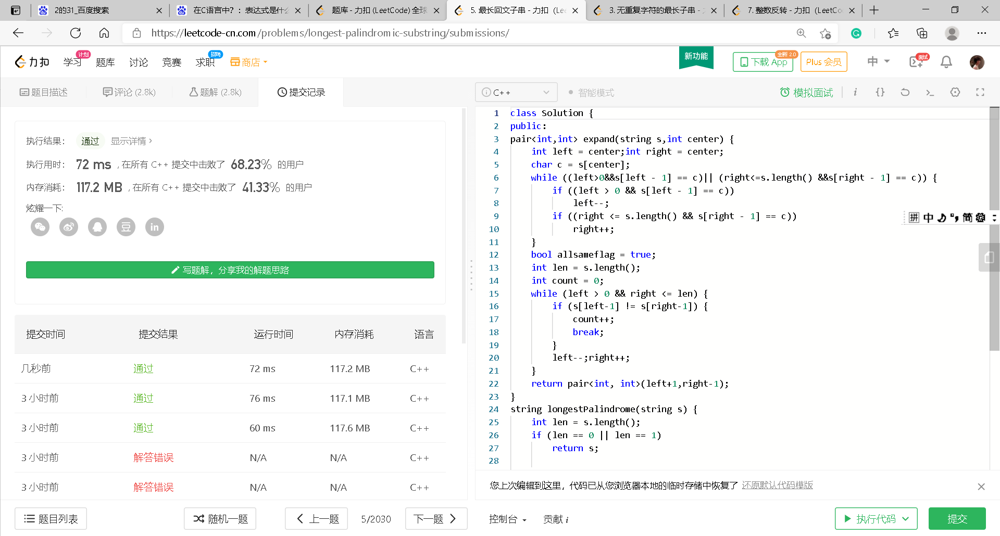 2的31_百度搜索
在C语言中?：表达式是什么
题库 - 力扣 (LeetCode) 全球
5. 最长回文子串 - 力扣（Le
3. 无重复字符的最长子串 -
7. 整数反转 - 力扣（LeetCo
https://leetcode-cn.com/problems/longest-palindromic-substring/submissions/
力扣
学习
计划
题库
讨论
竞赛
求职
招聘
商店
新功能
下载 App
全新 2.0
Plus 会员
中
面试
题目描述
评论 (2.8k)
题解 (2.8k)
提交记录
C++
智能模式
模拟面试
执行结果：
通过
显示详情 >
执行用时：
72 ms , 在所有 C++ 提交中击败了 68.23% 的用户
内存消耗：
117.2 MB , 在所有 C++ 提交中击败了 41.33% 的用户
炫耀一下:
豆
in
写题解，分享我的解题思路
提交时间 提交结果 运行时间 内存消耗 语言
几秒前 通过 72 ms 117.2 MB C++
3 小时前 通过 76 ms 117.1 MB C++
3 小时前 通过 60 ms 117.6 MB C++
3 小时前 解答错误 N/A N/A C++
3 小时前 解答错误 N/A N/A C++
1 class Solution {
2 public:
3 pair<int,int> expand(string s,int center) {
4 int left = center;int right = center;
5 char c = s[center];
6 while ((left>0&&s[left - 1] == c)|| (right<=s.length() &&s[right - 1] == c)) {
7 if ((left > 0 && s[left - 1] == c))
8 left--;
9 if ((right <= s.length() && s[right - 1] == c))
10 right++;
11 }
12 bool allsameflag = true;
13 int len = s.length();
14 int count = 0;
15 while (left > 0 && right <= len) {
16 if (s[left-1] != s[right-1]) {
17 count++;
18 break;
19 }
20 left--;right++;
21 }
22 return pair<int, int>(left+1,right-1);
23 }
24 string longestPalindrome(string s) {
25 int len = s.length();
26 if (len == 0 || len == 1)
27 return s;
28
拼 中 简
您上次编辑到这里，代码已从您浏览器本地的临时存储中恢复了 还原默认代码模版
题目列表
随机一题
上一题
5/2030
下一题
控制台
贡献 i
执行代码
提交